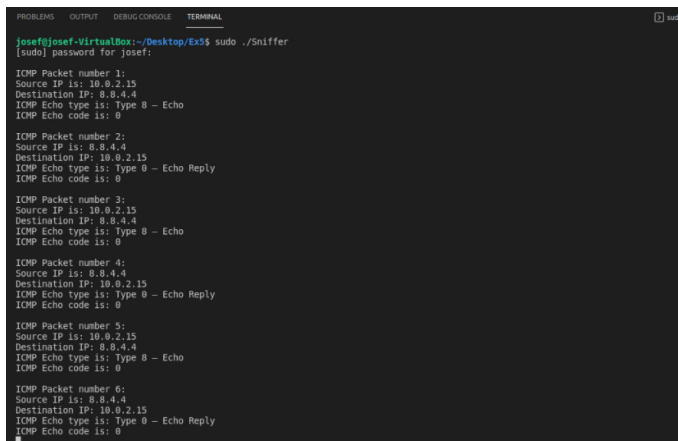 PROBLEMS OUTPUT DEBUG CONSOLE TERMINAL sud
josef@josef-VirtualBox:~/Desktop/Ex5$ sudo ./Sniffer
[sudo] password for josef:
ICMP Packet number 1:
Source IP is: 10.0.2.15
Destination IP: 8.8.4.4
ICMP Echo type is: Type 8 – Echo
ICMP Echo code is: 0
ICMP Packet number 2:
Source IP is: 8.8.4.4
Destination IP: 10.0.2.15
ICMP Echo type is: Type 0 – Echo Reply
ICMP Echo code is: 0
ICMP Packet number 3:
Source IP is: 10.0.2.15
Destination IP: 8.8.4.4
ICMP Echo type is: Type 8 – Echo
ICMP Echo code is: 0
ICMP Packet number 4:
Source IP is: 8.8.4.4
Destination IP: 10.0.2.15
ICMP Echo type is: Type 0 – Echo Reply
ICMP Echo code is: 0
ICMP Packet number 5:
Source IP is: 10.0.2.15
Destination IP: 8.8.4.4
ICMP Echo type is: Type 8 – Echo
ICMP Echo code is: 0
ICMP Packet number 6:
Source IP is: 8.8.4.4
Destination IP: 10.0.2.15
ICMP Echo type is: Type 0 – Echo Reply
ICMP Echo code is: 0